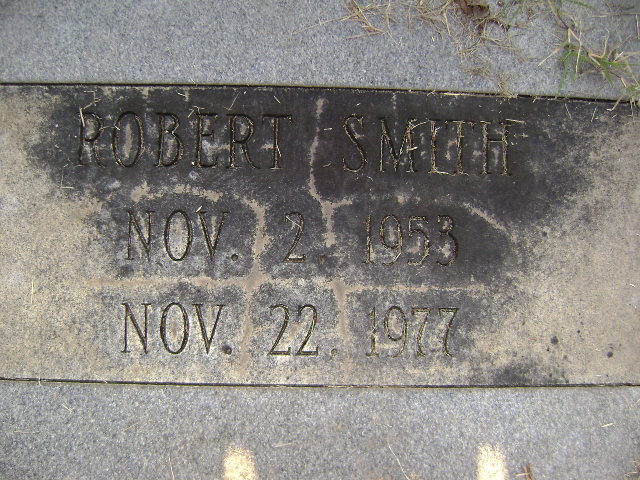 ROBERT SMITH
NOV. 2. 1953
NOV. 22. 1977